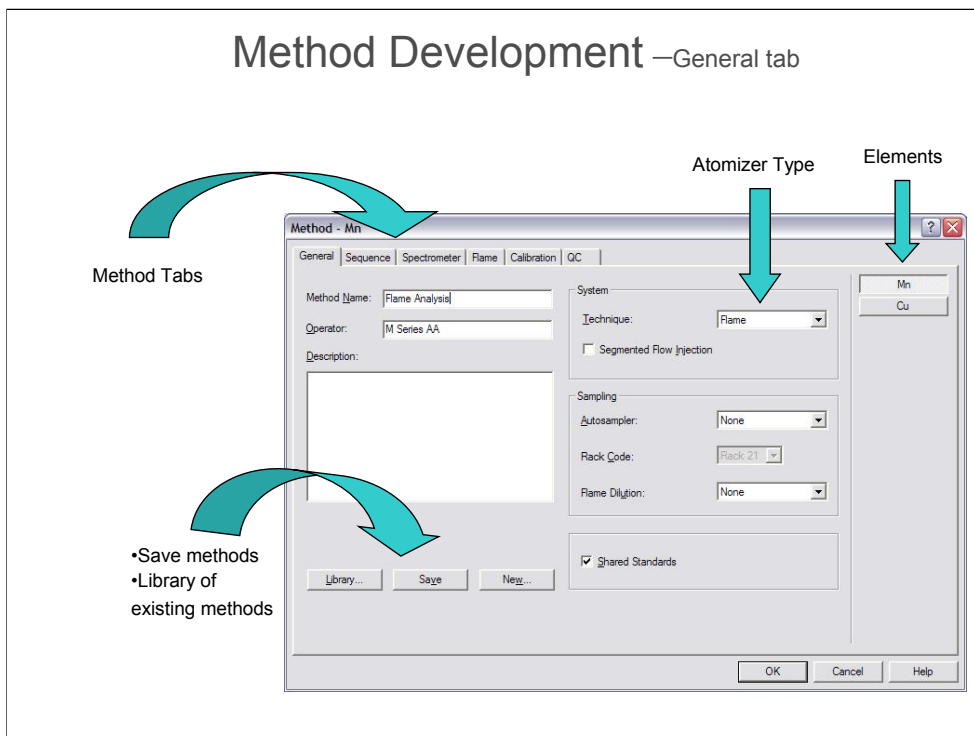 Method Development —General tab
Atomizer Type
Elements
Method Tabs
Method - Mn
General Sequence Spectrometer Flame Calibration QC
Method Name: Flame Analysis
Operator: M Series AA
Description:
System
Technique: Flame
Segmented Flow Injection
Sampling
Autosampler: None
Rack Code: Rack 21
Flame Dilution: None
Shared Standards
Mn
Cu
•Save methods
•Library of
existing methods
Library... Save New...
OK Cancel Help